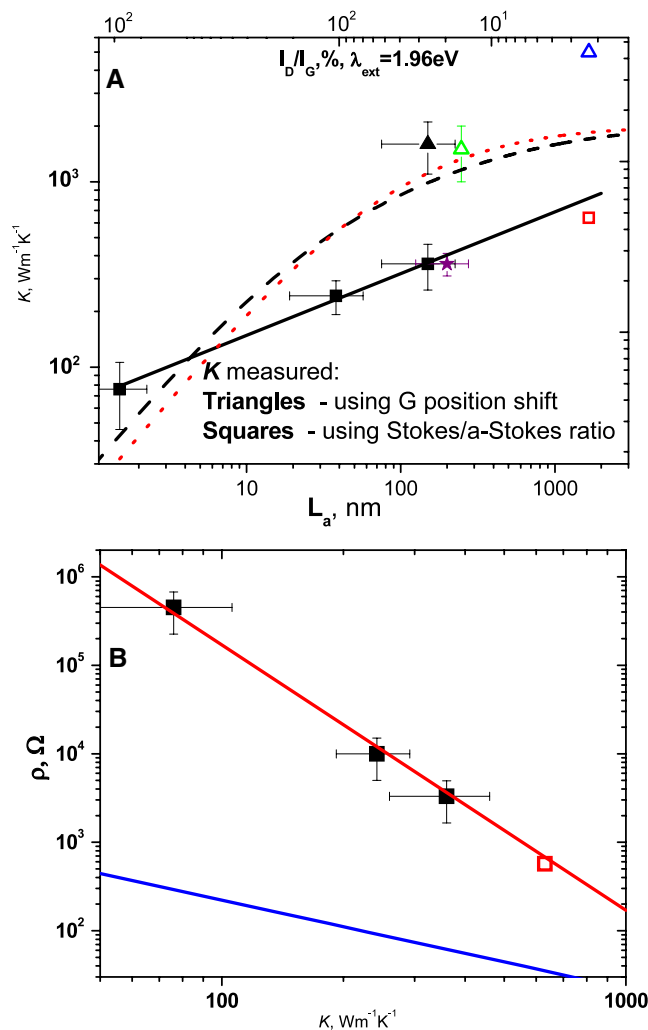 10² 10² 10¹
I_D/I_G,%, λ_ext=1.96eV
A
10³
K, Wm⁻¹K⁻¹
10²
K measured:
Triangles - using G position shift
Squares - using Stokes/a-Stokes ratio
10 100 1000
L_a, nm
10⁶
10⁵
B
10⁴
ρ, Ω
10³
10²
100 1000
K, Wm⁻¹K⁻¹